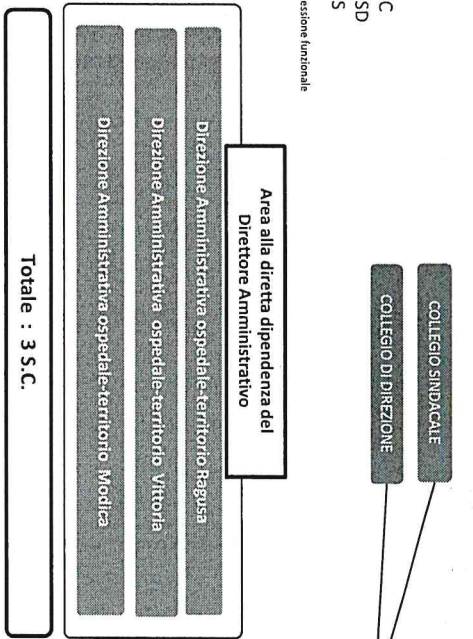 C
SD
S
essione funzionale
COLLEGIO SINDACALE
COLLEGIO DI DIREZIONE
Area alla diretta dipendenza del
Direttore Amministrativo
Direzione Amministrativa ospedale-territorio Ragusa
Direzione Amministrativa ospedale-territorio Vittoria
Direzione Amministrativa ospedale-territorio Modica
Totale : 3 S.C.